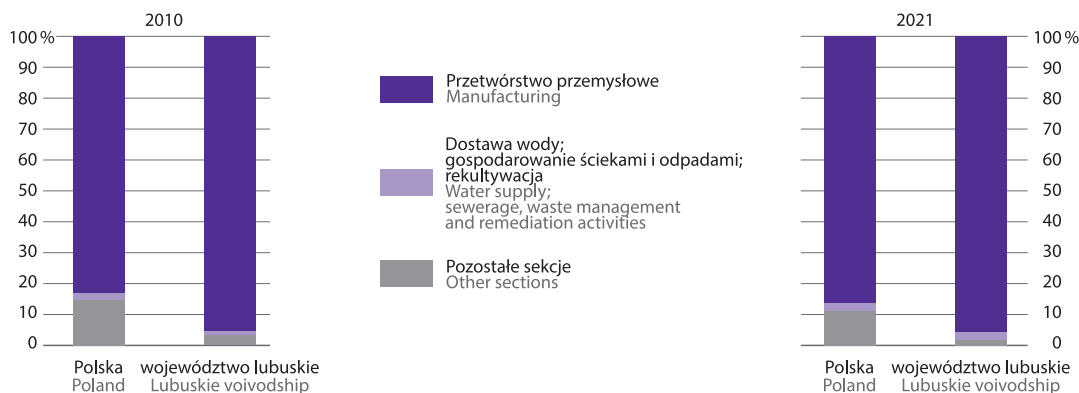 2010
100 %
90
80
70
60
50
40
30
20
10
0
Polska
Poland
województwo lubuskie
Lubuskie voivodship
Przetwórstwo przemysłowe
Manufacturing
Dostawa wody;
gospodarowanie ściekami i odpadami;
rekultywacja
Water supply;
sewerage, waste management
and remediation activities
Pozostałe sekcje
Other sections
2021
100 %
90
80
70
60
50
40
30
20
10
0
Polska
Poland
województwo lubuskie
Lubuskie voivodship